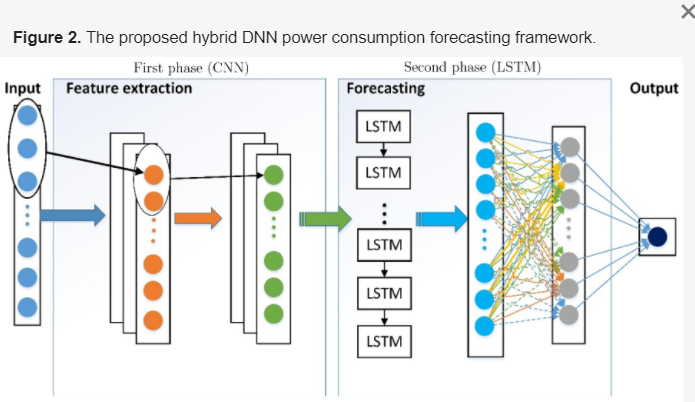 Figure 2. The proposed hybrid DNN power consumption forecasting framework.
First phase (CNN)
Second phase (LSTM)
Input
Feature extraction
Forecasting
Output
LSTM
LSTM
LSTM
LSTM
LSTM